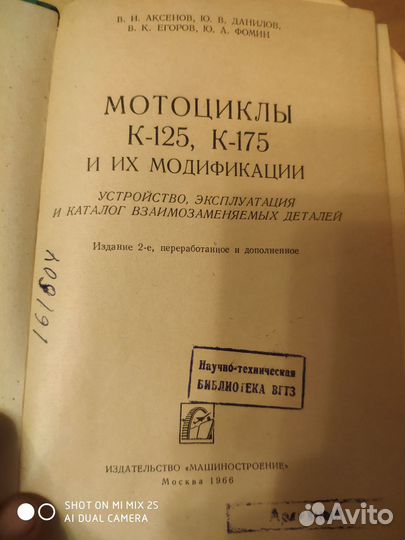 В. И. АКСЕНОВ, Ю. В. ДАНИЛОВ,
В. К. ЕГОРОВ, Ю. А. ФОМИН
МОТОЦИКЛЫ
К-125, К-175
И ИХ МОДИФИКАЦИИ
УСТРОЙСТВО, ЭКСПЛУАТАЦИЯ
И КАТАЛОГ ВЗАИМОЗАМЕНЯЕМЫХ ДЕТАЛЕЙ
Издание 2-е, переработанное и дополненное
Научно-техническая
БИБЛИОТЕКА ВГТЗ
ИЗДАТЕЛЬСТВО «МАШИНОСТРОЕНИЕ»
Москва 1966
SHOT ON MI MIX 2S
AI DUAL CAMERA
Avito